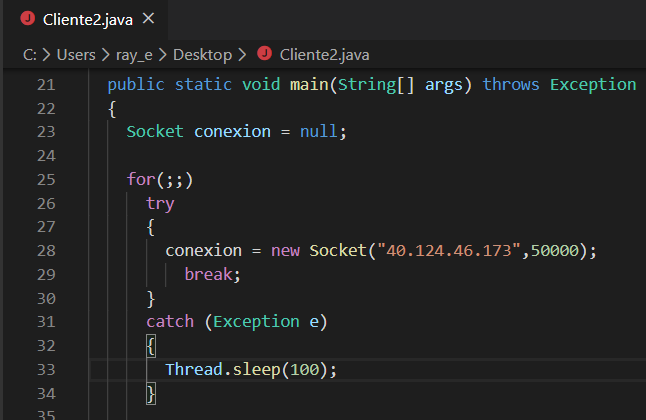 Cliente2.java ×
C: > Users > ray_e > Desktop > Cliente2.java
21 public static void main(String[] args) throws Exception
22 {
23 Socket conexion = null;
24
25 for(;;)
26 try
27 {
28 conexion = new Socket("40.124.46.173",50000);
29 break;
30 }
31 catch (Exception e)
32 {
33 Thread.sleep(100);
34 }
35